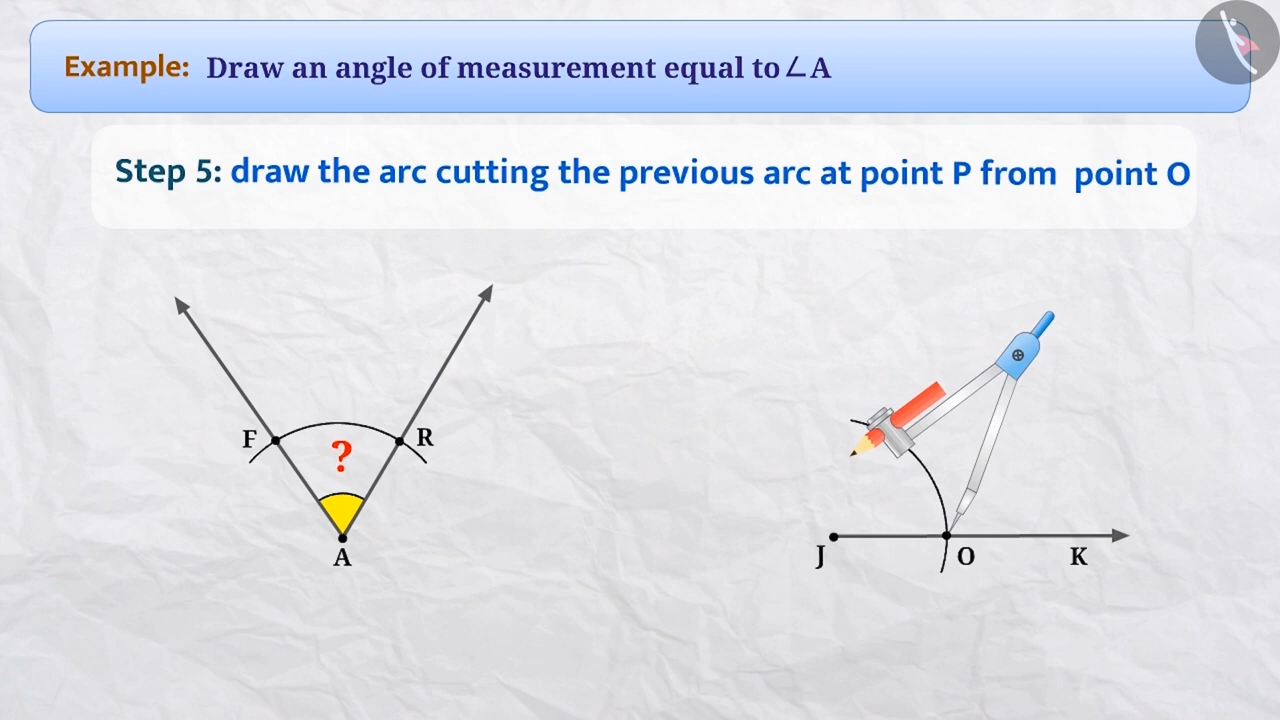 Example: Draw an angle of measurement equal to ∠A
Step 5: draw the arc cutting the previous arc at point P from point O
F
?
R
A
J
O
K